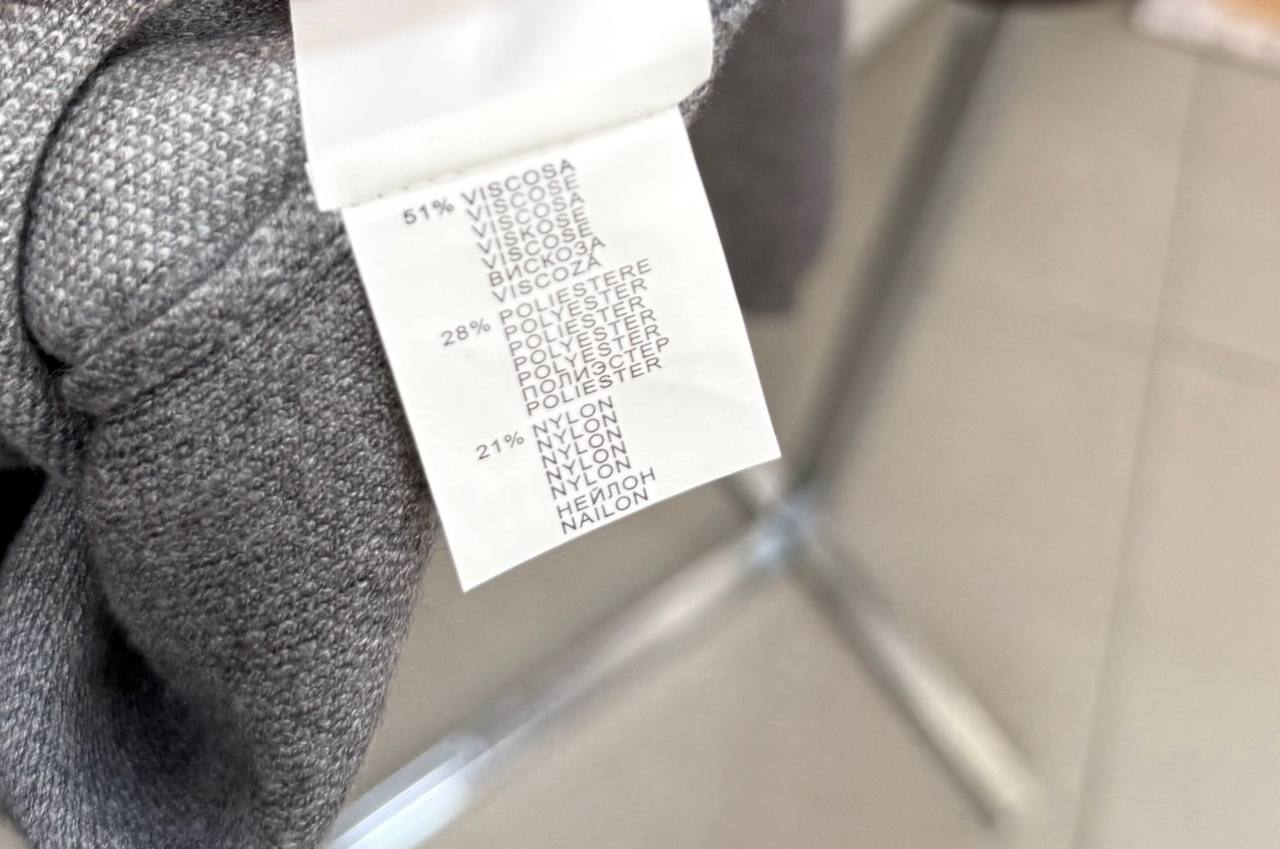 51% VISCOSA
VISCOSE
VISCOSA
VISKOSE
VISCOSE
ВИСКОЗА
VISCOZA
28% POLIESTERE
POLYESTER
POLIESTER
POLYESTER
POLYESTER
ПОЛИЭСТЕР
POLIESTER
21% NYLON
NYLON
NYLON
NYLON
NYLON
НЕЙЛОН
NAILON